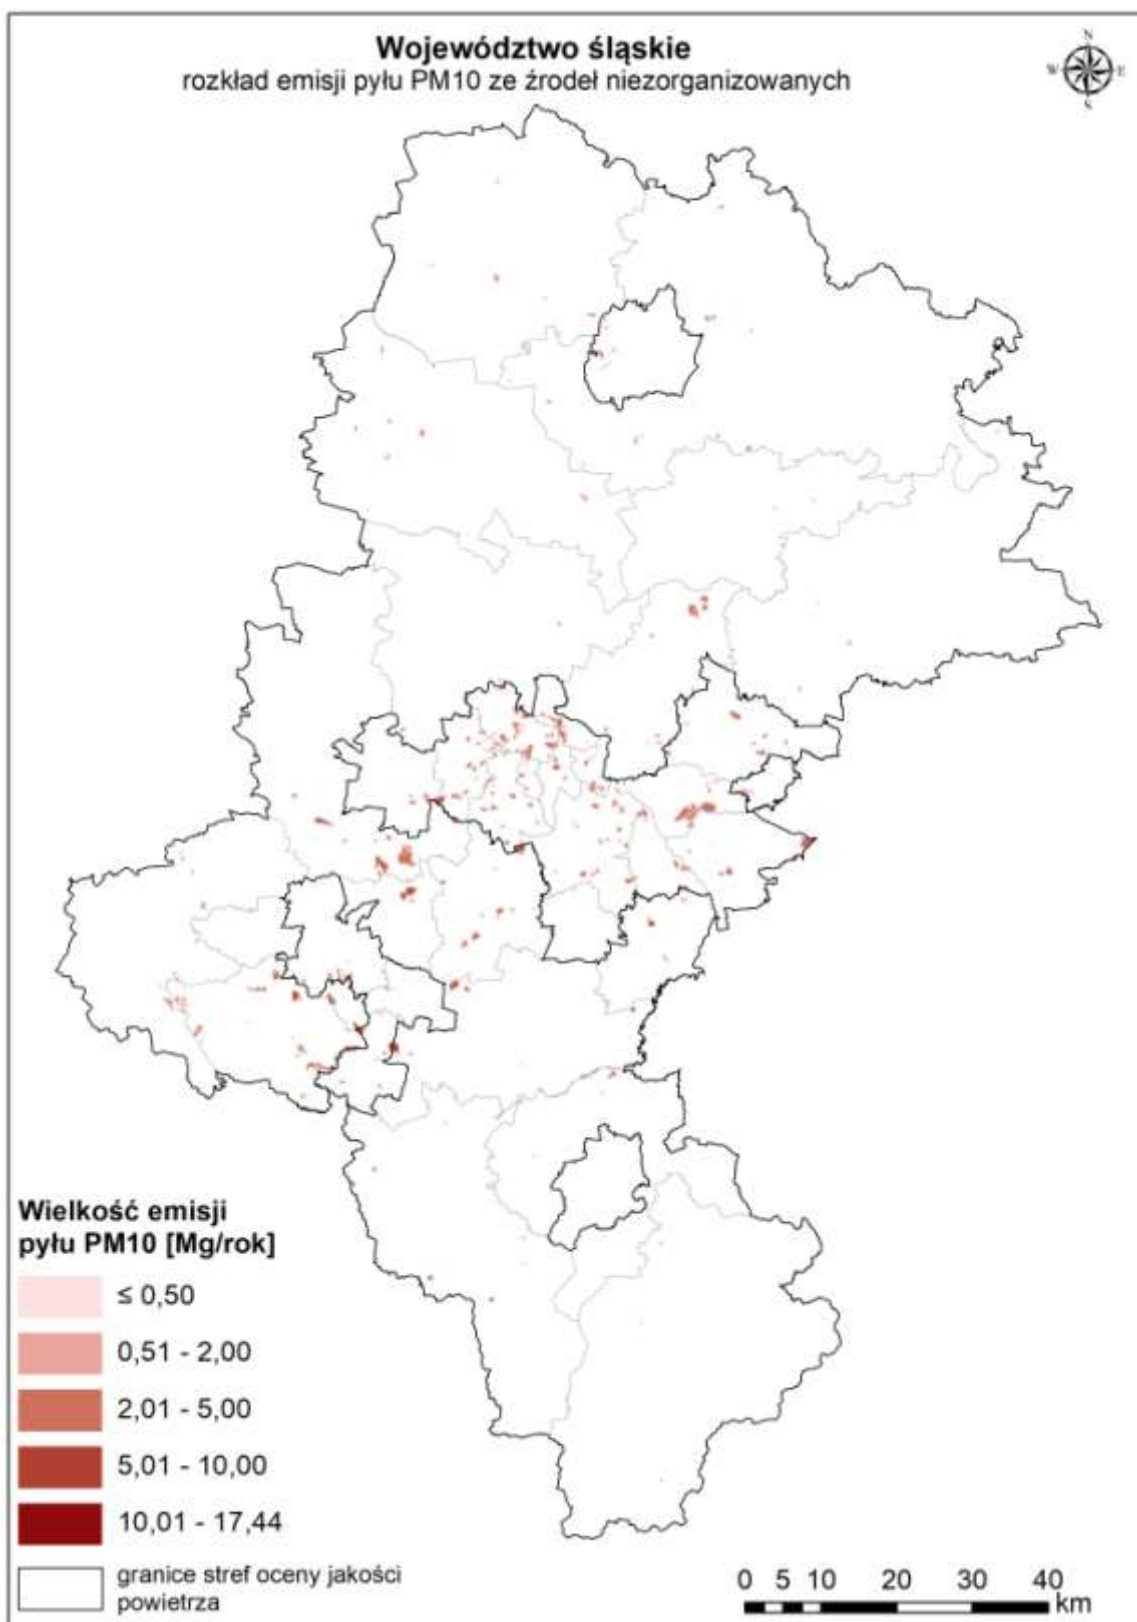 Województwo śląskie
rozkład emisji pyłu PM10 ze źrodeł niezorganizowanych
N
W
E
S
Wielkość emisji
pyłu PM10 [Mg/rok]
≤ 0,50
0,51 - 2,00
2,01 - 5,00
5,01 - 10,00
10,01 - 17,44
granice stref oceny jakości
powietrza
0 5 10 20 30 40
km